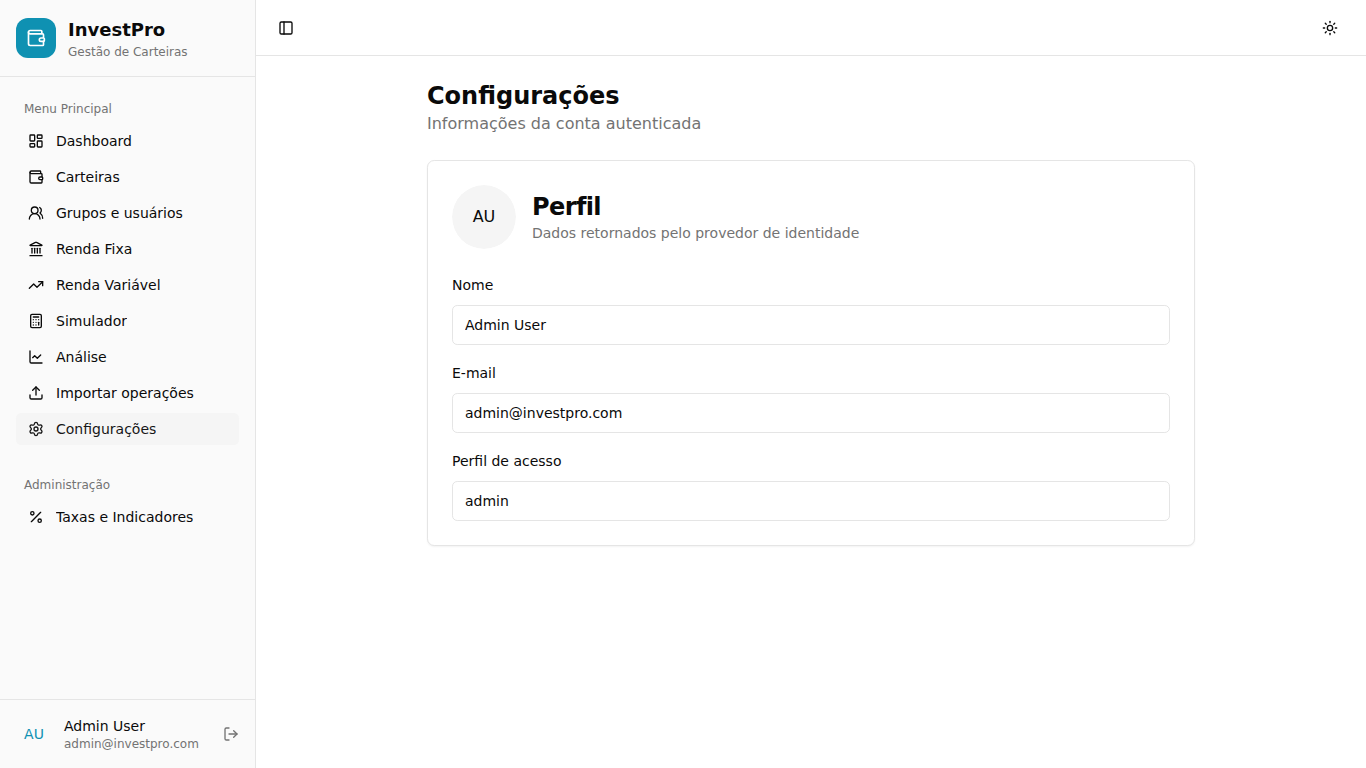 InvestPro
Gestão de Carteiras
Menu Principal
Dashboard
Carteiras
Grupos e usuários
Renda Fixa
Renda Variável
Simulador
Análise
Importar operações
Configurações
Administração
Taxas e Indicadores
AU
Admin User
admin@investpro.com
Configurações
Informações da conta autenticada
AU
Perfil
Dados retornados pelo provedor de identidade
Nome
Admin User
E-mail
admin@investpro.com
Perfil de acesso
admin